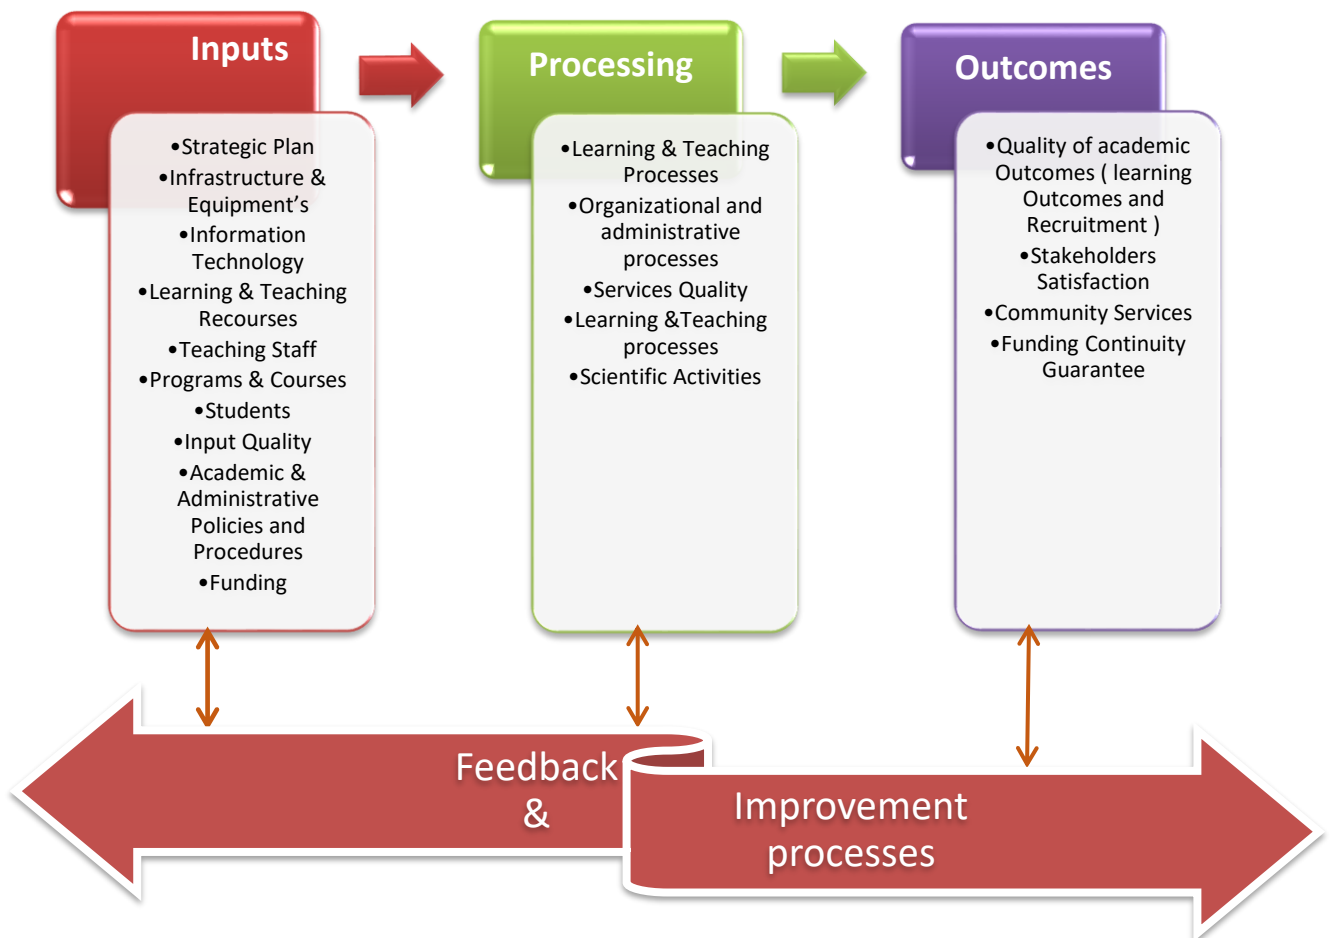 Inputs
•Strategic Plan
•Infrastructure &
Equipment’s
•Information
Technology
•Learning & Teaching
Recourses
•Teaching Staff
•Programs & Courses
•Students
•Input Quality
•Academic &
Administrative
Policies and
Procedures
•Funding
Processing
•Learning & Teaching
Processes
•Organizational and
administrative
processes
•Services Quality
•Learning &Teaching
processes
•Scientific Activities
Outcomes
•Quality of academic
Outcomes ( learning
Outcomes and
Recruitment )
•Stakeholders
Satisfaction
•Community Services
•Funding Continuity
Guarantee
Feedback
&
Improvement
processes